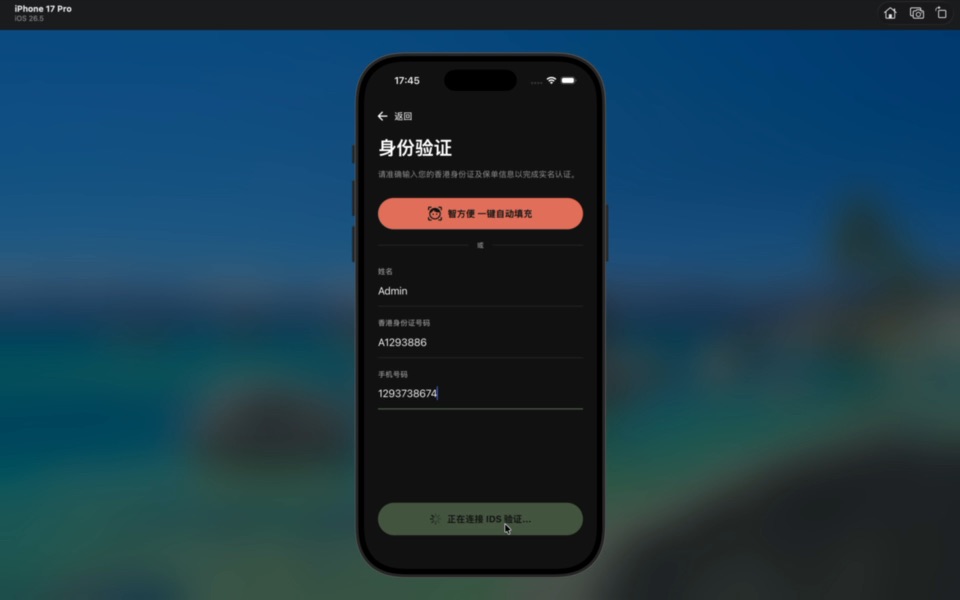 iPhone 17 Pro
iOS 26.5
17:45
返回
身份验证
请准确输入您的香港身份证及保单信息以完成实名认证。
智方便 一键自动填充
或
姓名
Admin
香港身份证号码
A1293886
手机号码
1293738674
正在连接 IDS 验证...